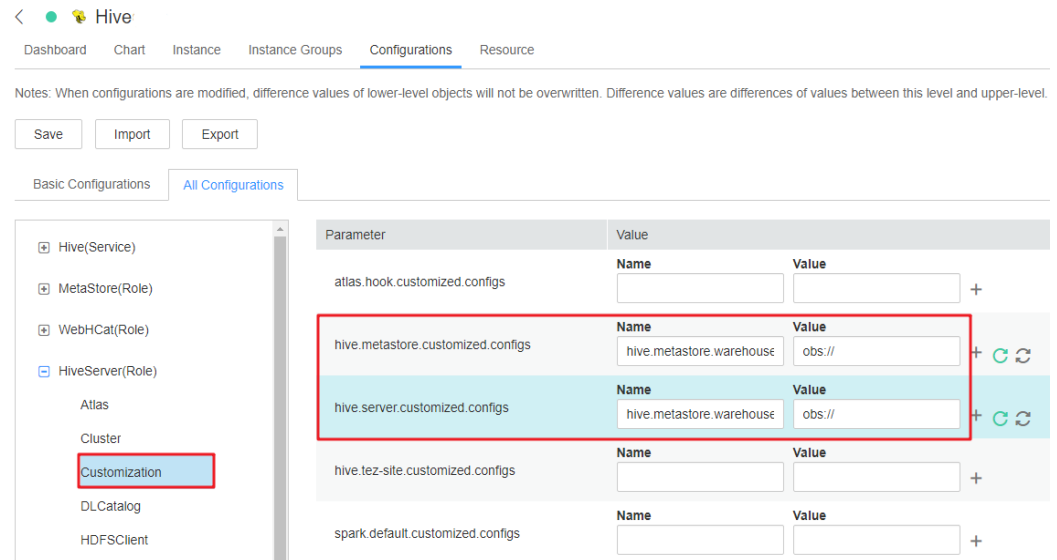 Hive
Dashboard Chart Instance Instance Groups Configurations Resource
Notes: When configurations are modified, difference values of lower-level objects will not be overwritten. Difference values are differences of values between this level and upper-level.
Save Import Export
Basic Configurations All Configurations
Hive(Service)
MetaStore(Role)
WebHCat(Role)
HiveServer(Role)
Atlas
Cluster
Customization
DLCatalog
HDFSClient
Parameter Value
Name Value
atlas.hook.customized.configs
Name Value
hive.metastore.customized.configs hive.metastore.warehouse obs://
Name Value
hive.server.customized.configs hive.metastore.warehouse obs://
Name Value
hive.tez-site.customized.configs
Name Value
spark.default.customized.configs